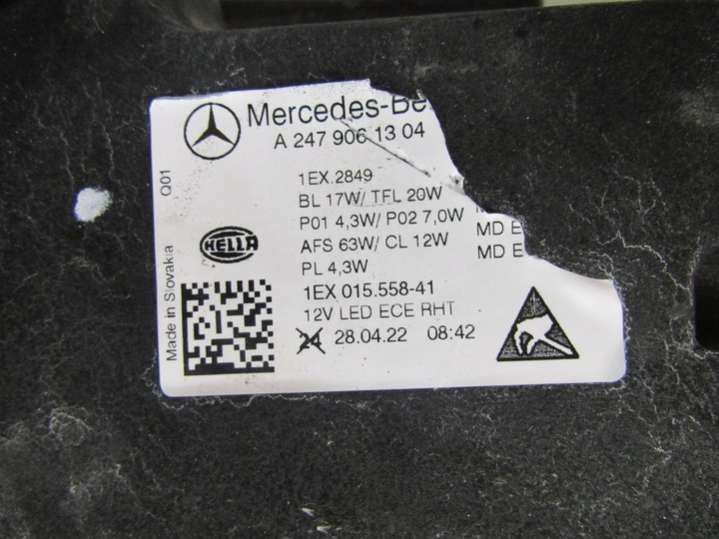 Mercedes-Be
A 247 906 13 04
1EX.2849
BL 17W/ TFL 20W
P01 4,3W/ P02 7,0W
AFS 63W/ CL 12W
PL 4,3W
MD E
MD E
HELLA
1EX 015.558-41
12V LED ECE RHT
24 28.04.22 08:42
Made in Slovakia
Q01